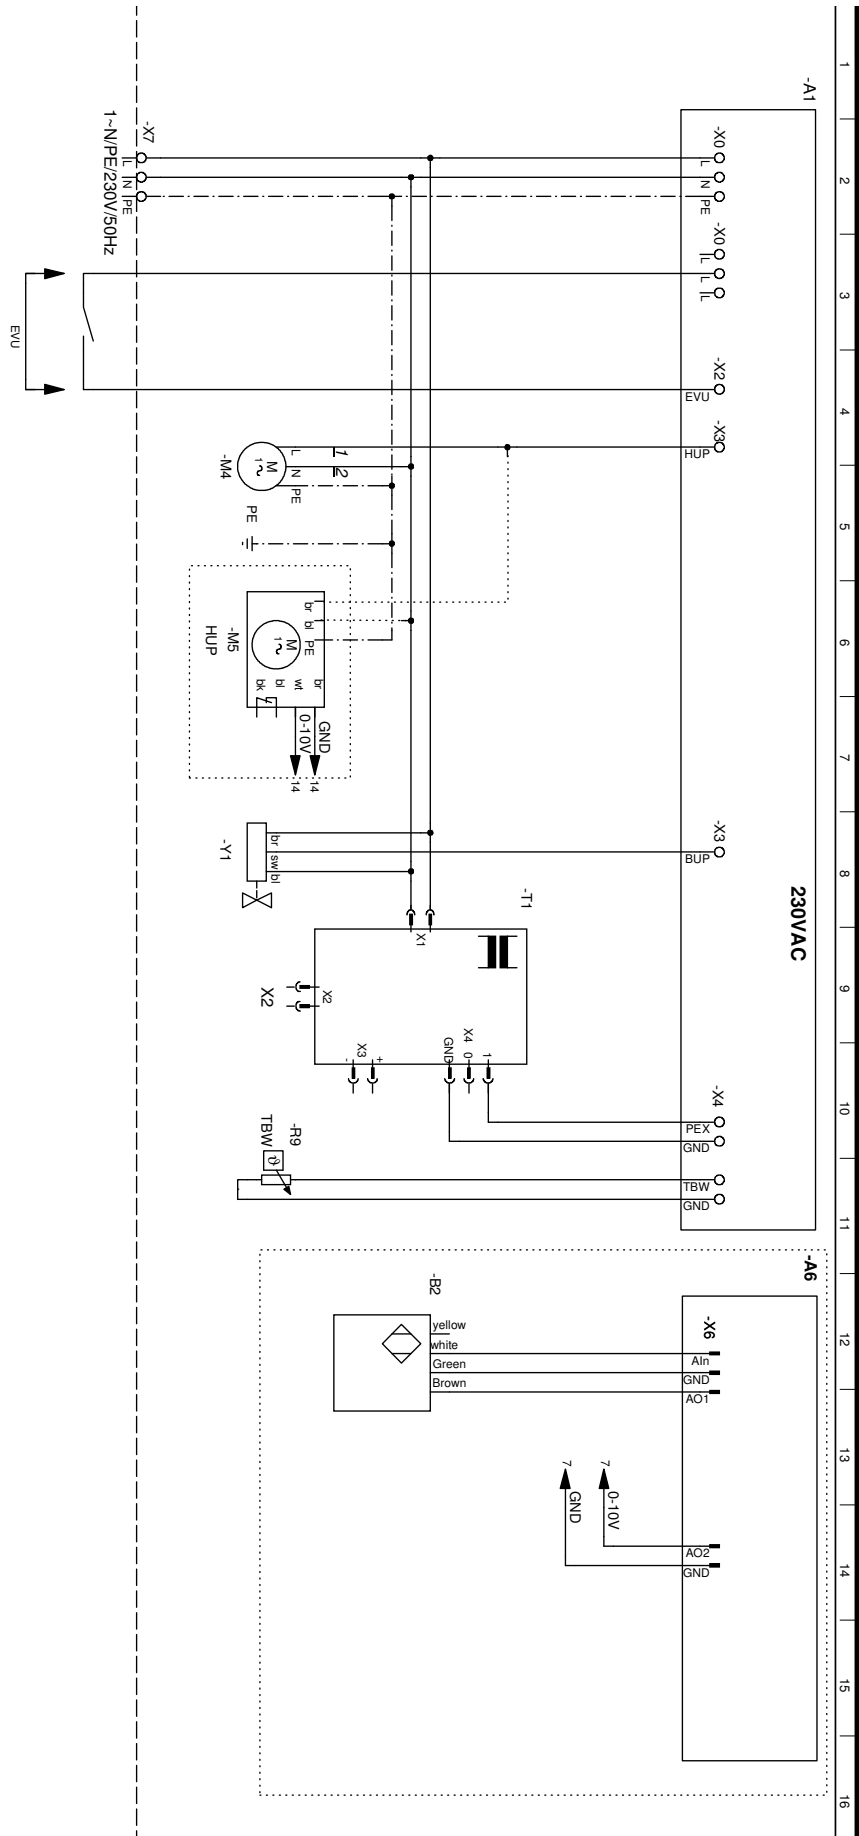 1
2
3
4
5
6
7
8
9
10
11
12
13
14
15
16
-A1
230VAC
-X0
L
N
PE
-X0
L
L
L
-X2
EVU
-X3
HUP
-X3
BUP
-X4
PEX
GND
TBW
GND
-X7
L
N
PE
1~N/PE/230V/50Hz
EVU
1
2
L
N
PE
M
1~
-M4
PE
br
bl
PE
M
1~
-M5
HUP
br
wt
bl
bk
GND
0-10V
14
14
br
sw
bl
-Y1
-T1
X1
X2
X2
X3
+
-
X4
1
0
GND
-R9
TBW
ϑ
-A6
-X6
AIn
GND
AO1
AO2
GND
-B2
yellow
white
Green
Brown
7
0-10V
7
GND